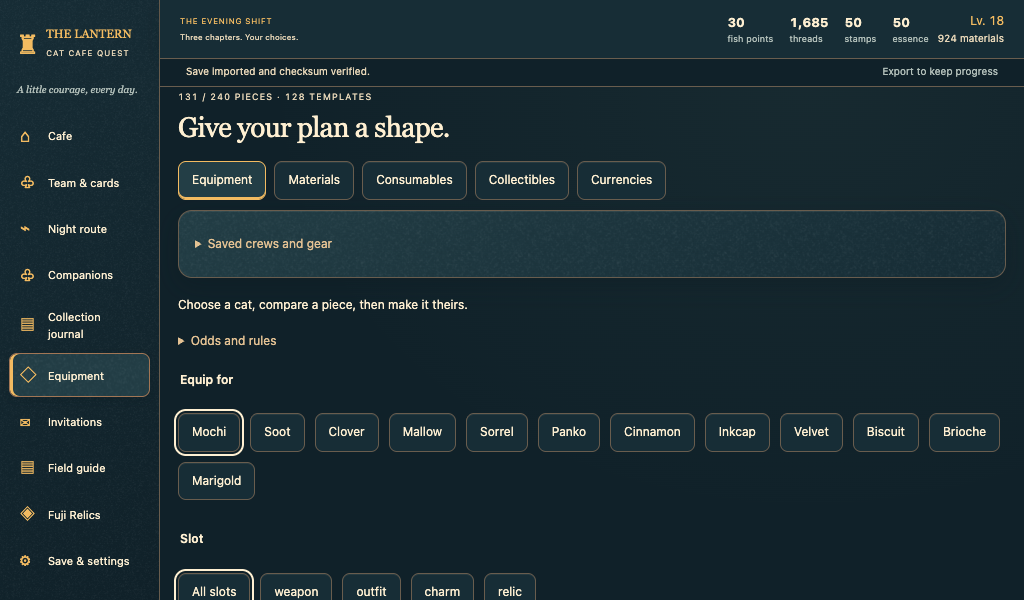 THE LANTERN
CAT CAFE QUEST
A little courage, every day.
Cafe
Team & cards
Night route
Companions
Collection
journal
Equipment
Invitations
Field guide
Fuji Relics
Save & settings
THE EVENING SHIFT
Three chapters. Your choices.
30
fish points
1,685
threads
50
stamps
50
essence
Lv. 18
924 materials
Save imported and checksum verified.
Export to keep progress
131 / 240 PIECES · 128 TEMPLATES
Give your plan a shape.
Equipment
Materials
Consumables
Collectibles
Currencies
Saved crews and gear
Choose a cat, compare a piece, then make it theirs.
Odds and rules
Equip for
Mochi
Soot
Clover
Mallow
Sorrel
Panko
Cinnamon
Inkcap
Velvet
Biscuit
Brioche
Marigold
Slot
All slots
weapon
outfit
charm
relic